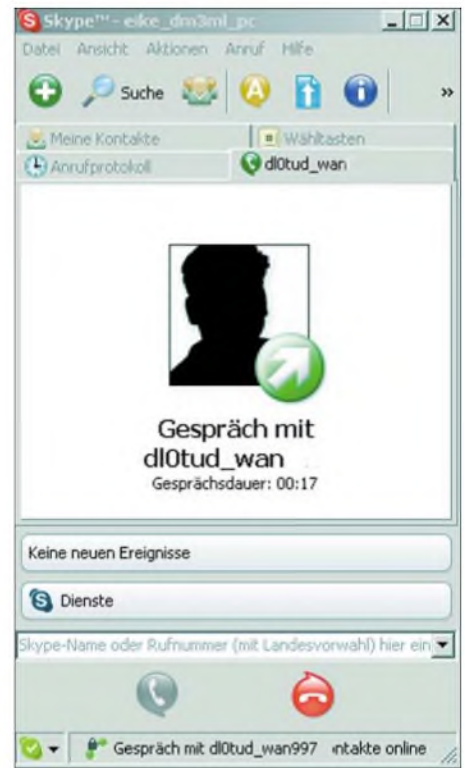 Skype™ - eike_dm3ml_pc
Datei Ansicht Aktionen Anruf Hilfe
Suche A i »
Meine Kontakte Wähltasten
Anrufprotokoll dl0tud_wan
Gespräch mit
dl0tud_wan
Gesprächsdauer: 00:17
Keine neuen Ereignisse
Dienste
Skype-Name oder Rufnummer (mit Landesvorwahl) hier ein
Gespräch mit dl0tud_wan997 ntakte online